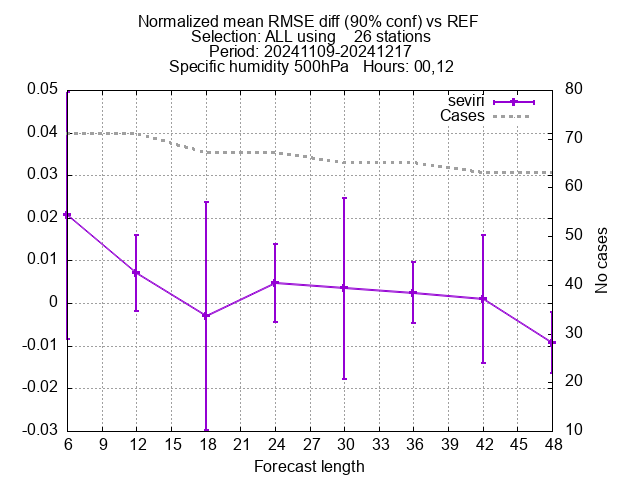 Normalized mean RMSE diff (90% conf) vs REF
Selection: ALL using    26 stations
Period: 20241109-20241217
Specific humidity 500hPa   Hours: 00,12
seviri
Cases
0.05
0.04
0.03
0.02
0.01
0
-0.01
-0.02
-0.03
80
70
60
50
40
30
20
10
No cases
6 9 12 15 18 21 24 27 30 33 36 39 42 45 48
Forecast length